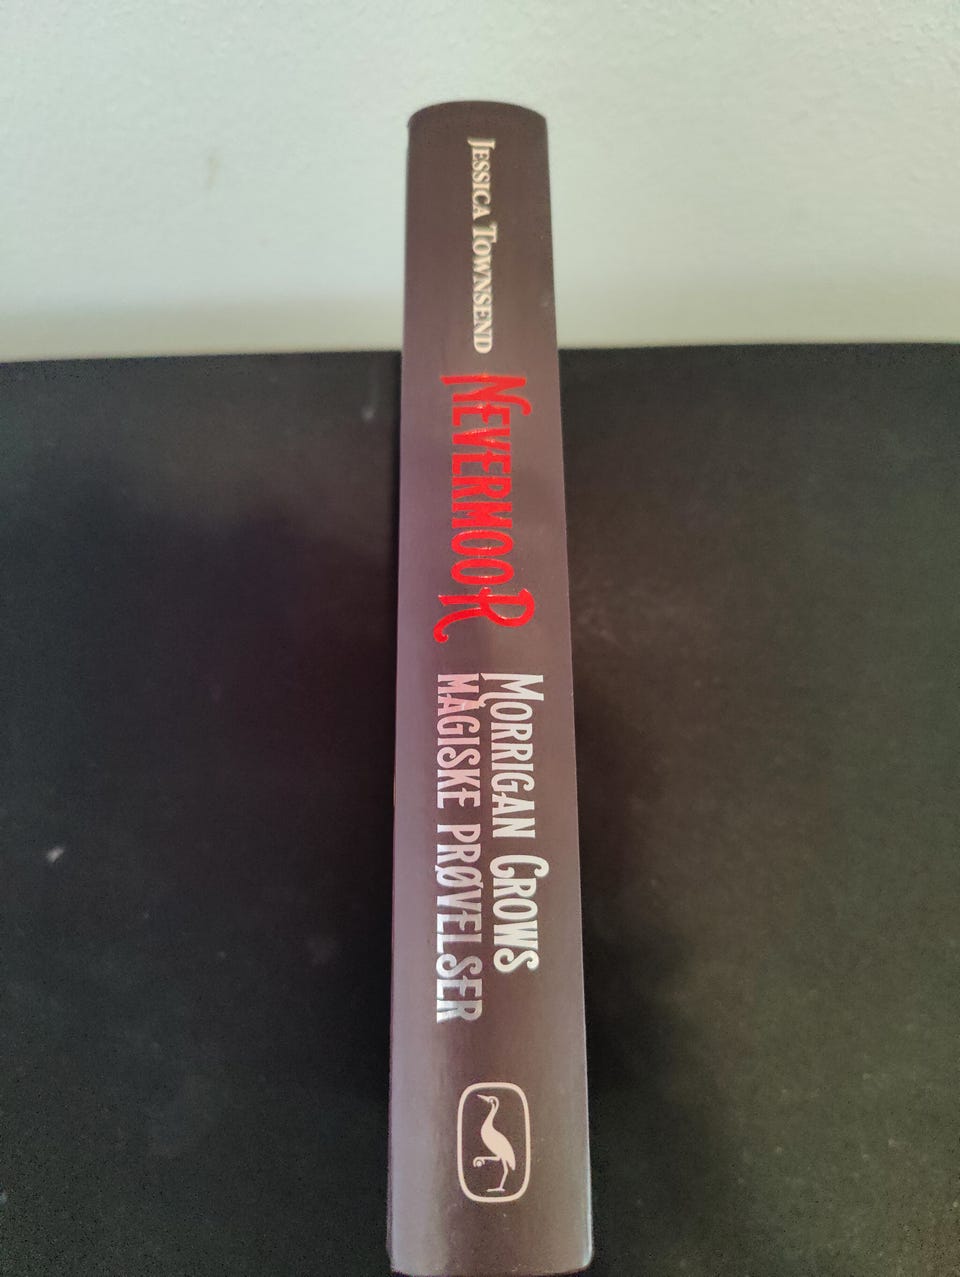 JESSICA TOWNSEND
NEVERMOOR
MORRIGAN CROWS
MAGISKE PRØVELSER